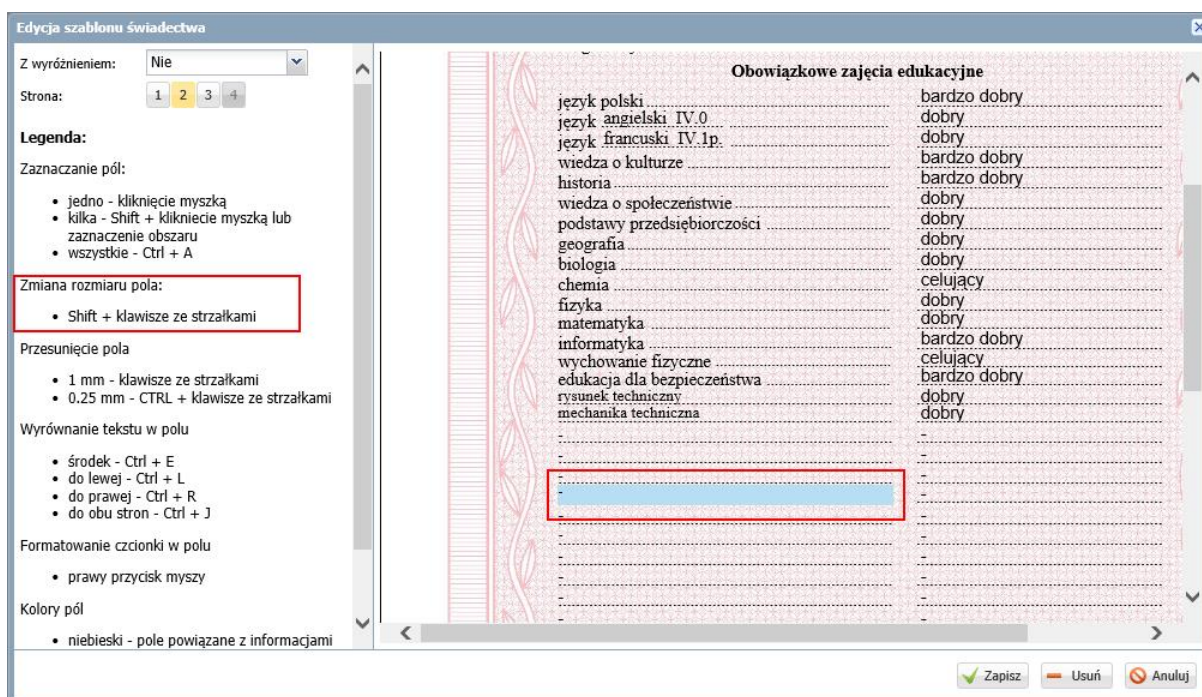 Edycja szablonu świadectwa
Z wyróżnieniem: Nie
Strona: 1 2 3 4
Legenda:
Zaznaczanie pól:
• jedno - kliknięcie myszką
• kilka - Shift + klikniecie myszką lub
zaznaczenie obszaru
• wszystkie - Ctrl + A
Zmiana rozmiaru pola:
• Shift + klawisze ze strzałkami
Przesunięcie pola
• 1 mm - klawisze ze strzałkami
• 0.25 mm - CTRL + klawisze ze strzałkami
Wyrównanie tekstu w polu
• środek - Ctrl + E
• do lewej - Ctrl + L
• do prawej - Ctrl + R
• do obu stron - Ctrl + J
Formatowanie czcionki w polu
• prawy przycisk myszy
Kolory pól
• niebieski - pole powiązane z informacjami
Obowiązkowe zajęcia edukacyjne
język polski bardzo dobry
język angielski IV.0 dobry
język francuski IV.1p. dobry
wiedza o kulturze bardzo dobry
historia bardzo dobry
wiedza o społeczeństwie dobry
podstawy przedsiębiorczości dobry
geografia dobry
biologia dobry
chemia celujący
fizyka dobry
matematyka dobry
informatyka bardzo dobry
wychowanie fizyczne celujący
edukacja dla bezpieczeństwa bardzo dobry
rysunek techniczny dobry
mechanika techniczna dobry
- -
- -
- -
- -
- -
- -
- -
- -
- -
Zapisz Usuń Anuluj